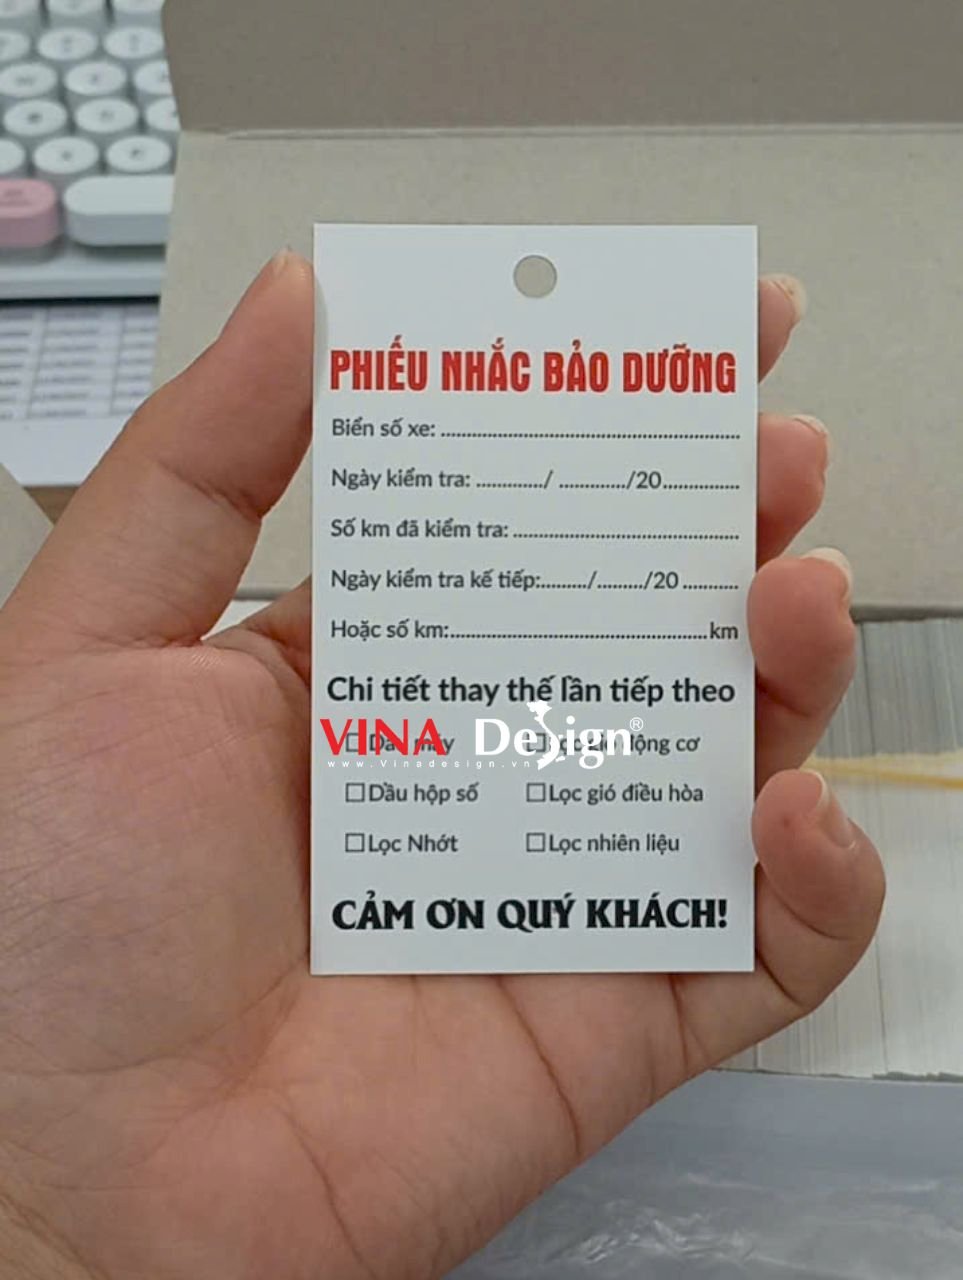 PHIẾU NHẮC BẢO DƯỠNG
Biển số xe: ........................................................
Ngày kiểm tra: ............/ ............/20..............
Số km đã kiểm tra: ..........................................
Ngày kiểm tra kế tiếp:........./........./20 ..........
Hoặc số km:................................................km
Chi tiết thay thế lần tiếp theo
VINA Design®
☐ động cơ
www.Vinadesign.vn
☐Dầu hộp số ☐Lọc gió điều hòa
☐Lọc Nhớt ☐Lọc nhiên liệu
CẢM ƠN QUÝ KHÁCH!